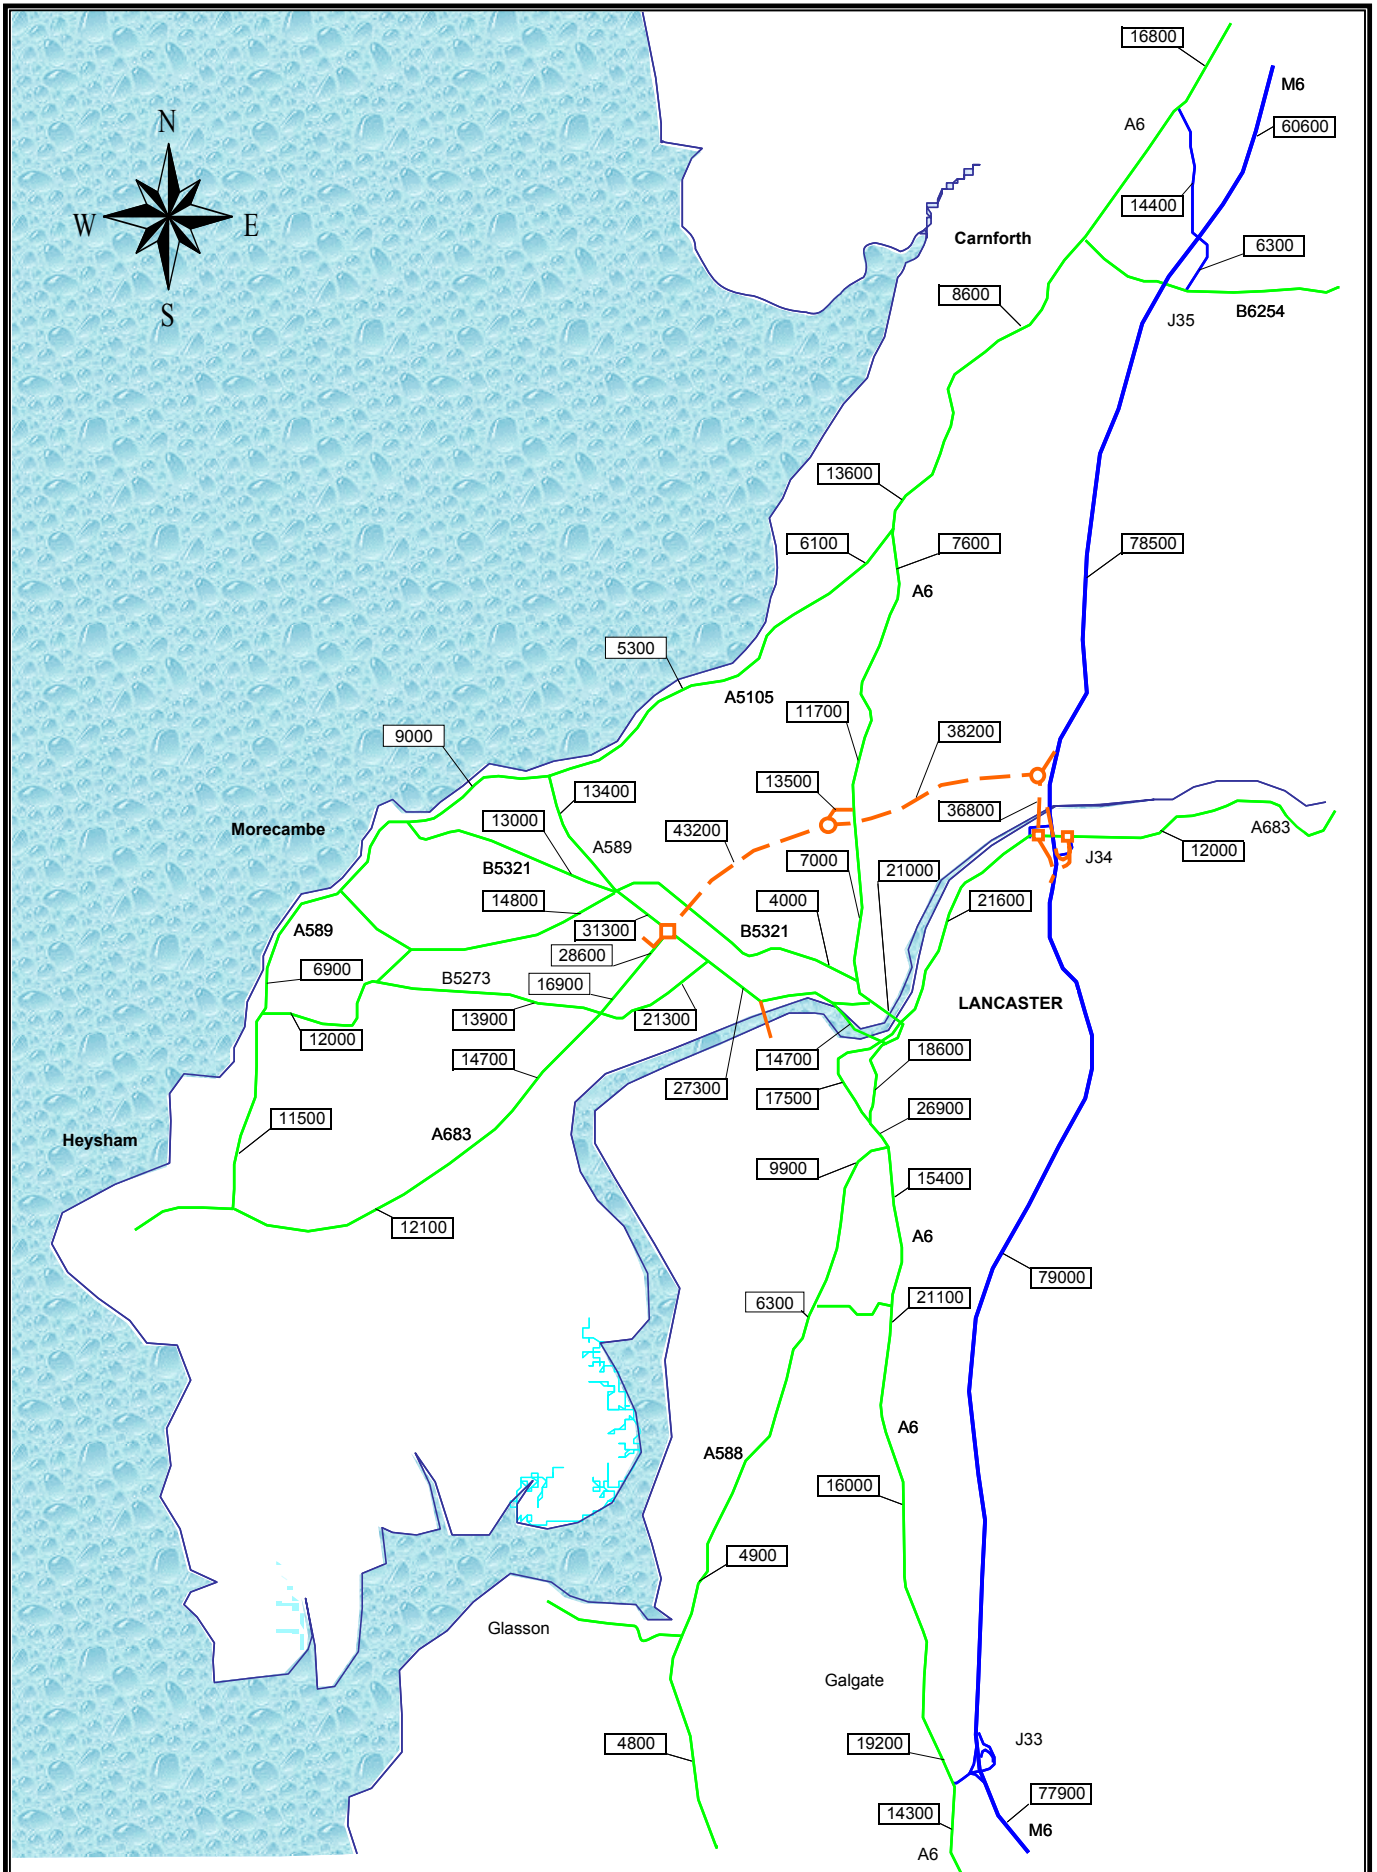 16800
M6
60600
N
A6
14400
W
E
Carnforth
6300
8600
S
J35
B6254
13600
6100
7600
78500
A6
5300
A5105
11700
38200
9000
13500
13400
36800
13000
Morecambe
43200
A683
A589
12000
J34
7000
21000
B5321
14800
4000
21600
A589
31300
B5321
28600
6900
B5273
16900
LANCASTER
13900
21300
12000
18600
14700
14700
27300
17500
26900
11500
A683
Heysham
9900
15400
12100
A6
79000
6300
21100
A6
A588
16000
4900
Glasson
Galgate
J33
4800
19200
77900
14300
M6
A6